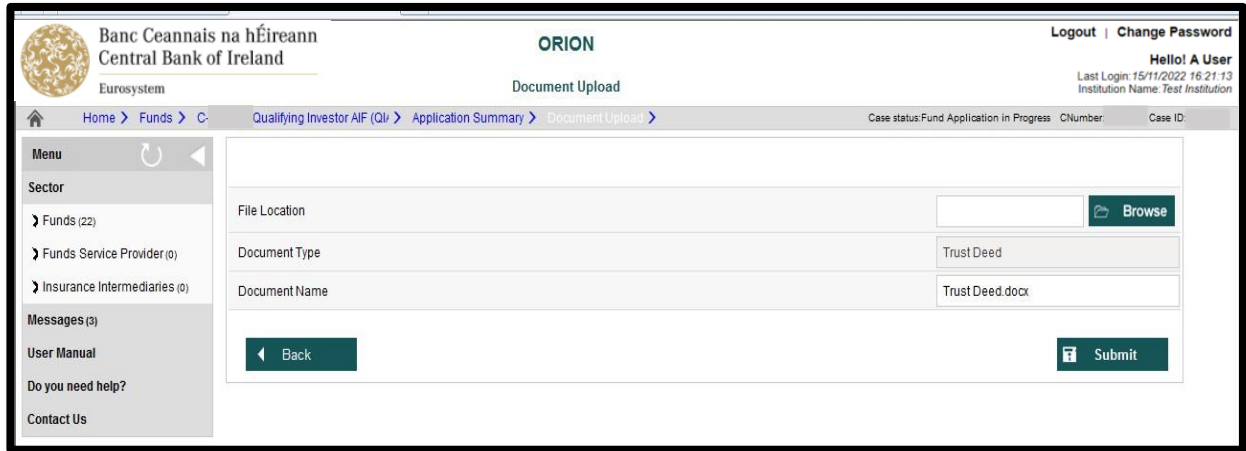 Banc Ceannais na hÉireann
Central Bank of Ireland
Eurosystem
ORION
Document Upload
Logout | Change Password
Hello! A User
Last Login:15/11/2022 16:21:13
Institution Name:Test Institution
Home > Funds > C- Qualifying Investor AIF (QI/ > Application Summary > Document Upload >
Case status:Fund Application in Progress CNumber: Case ID:
Menu
Sector
Funds (22)
Funds Service Provider (0)
Insurance Intermediaries (0)
Messages (3)
User Manual
Do you need help?
Contact Us
File Location
Browse
Document Type
Trust Deed
Document Name
Trust Deed.docx
Back
Submit